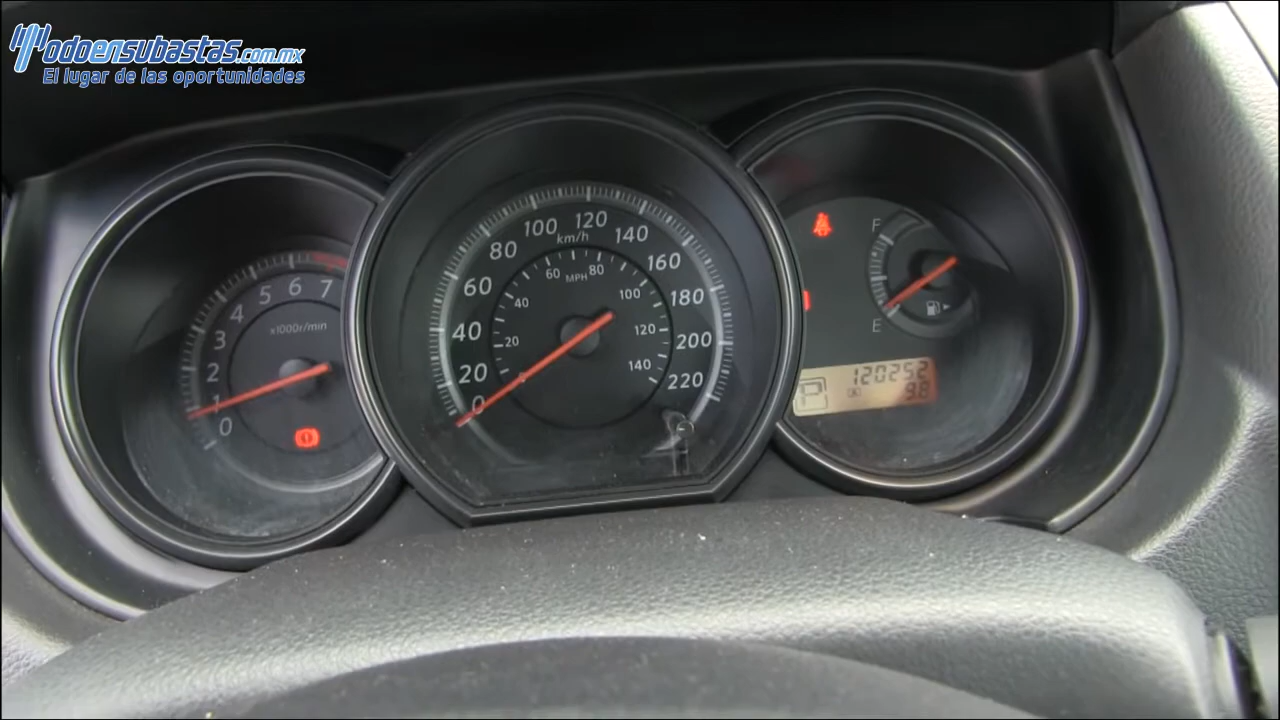 Todoensubastas.com.mx
El lugar de las oportunidades
0 1 2 3 4 5 6 7
x1000r/min
0 20 40 60 80 100 120 140 160 180 200 220
km/h
20 40 60 80 100 120 140
MPH
F
E
P
120252
9.8